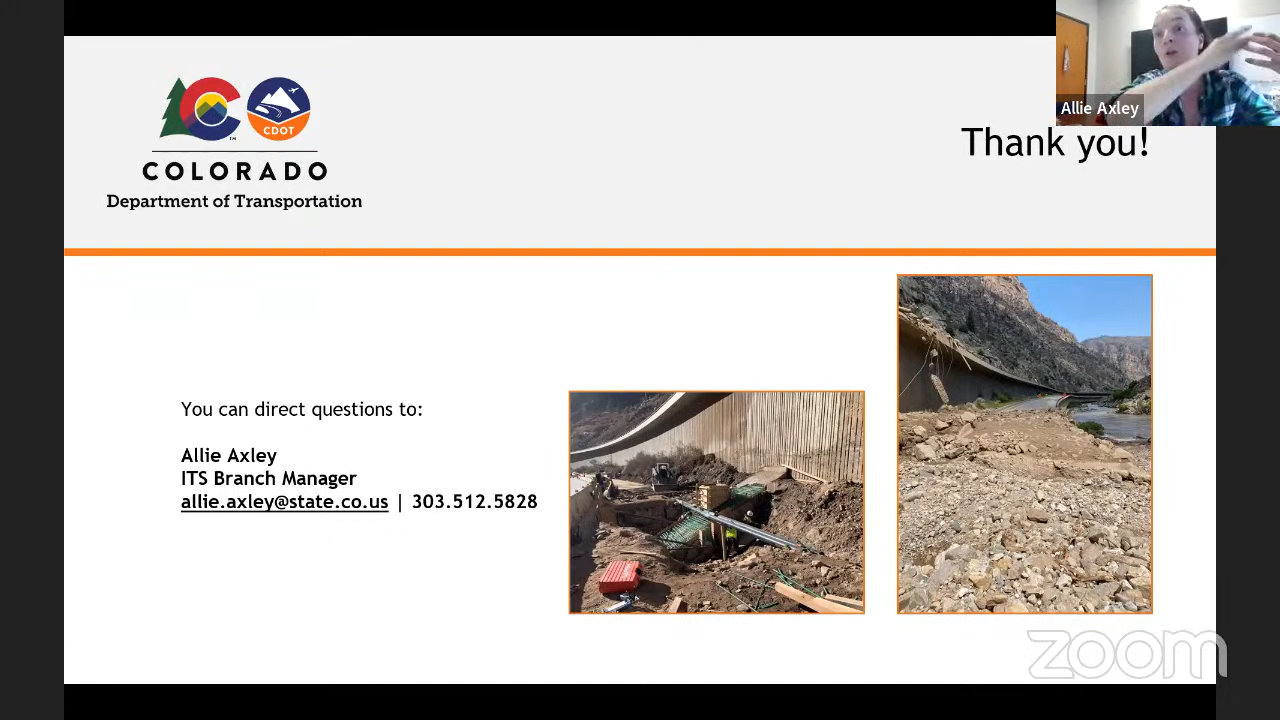 Allie Axley
Thank you!
CDOT
COLORADO
Department of Transportation
You can direct questions to:
Allie Axley
ITS Branch Manager
allie.axley@state.co.us | 303.512.5828
zoom